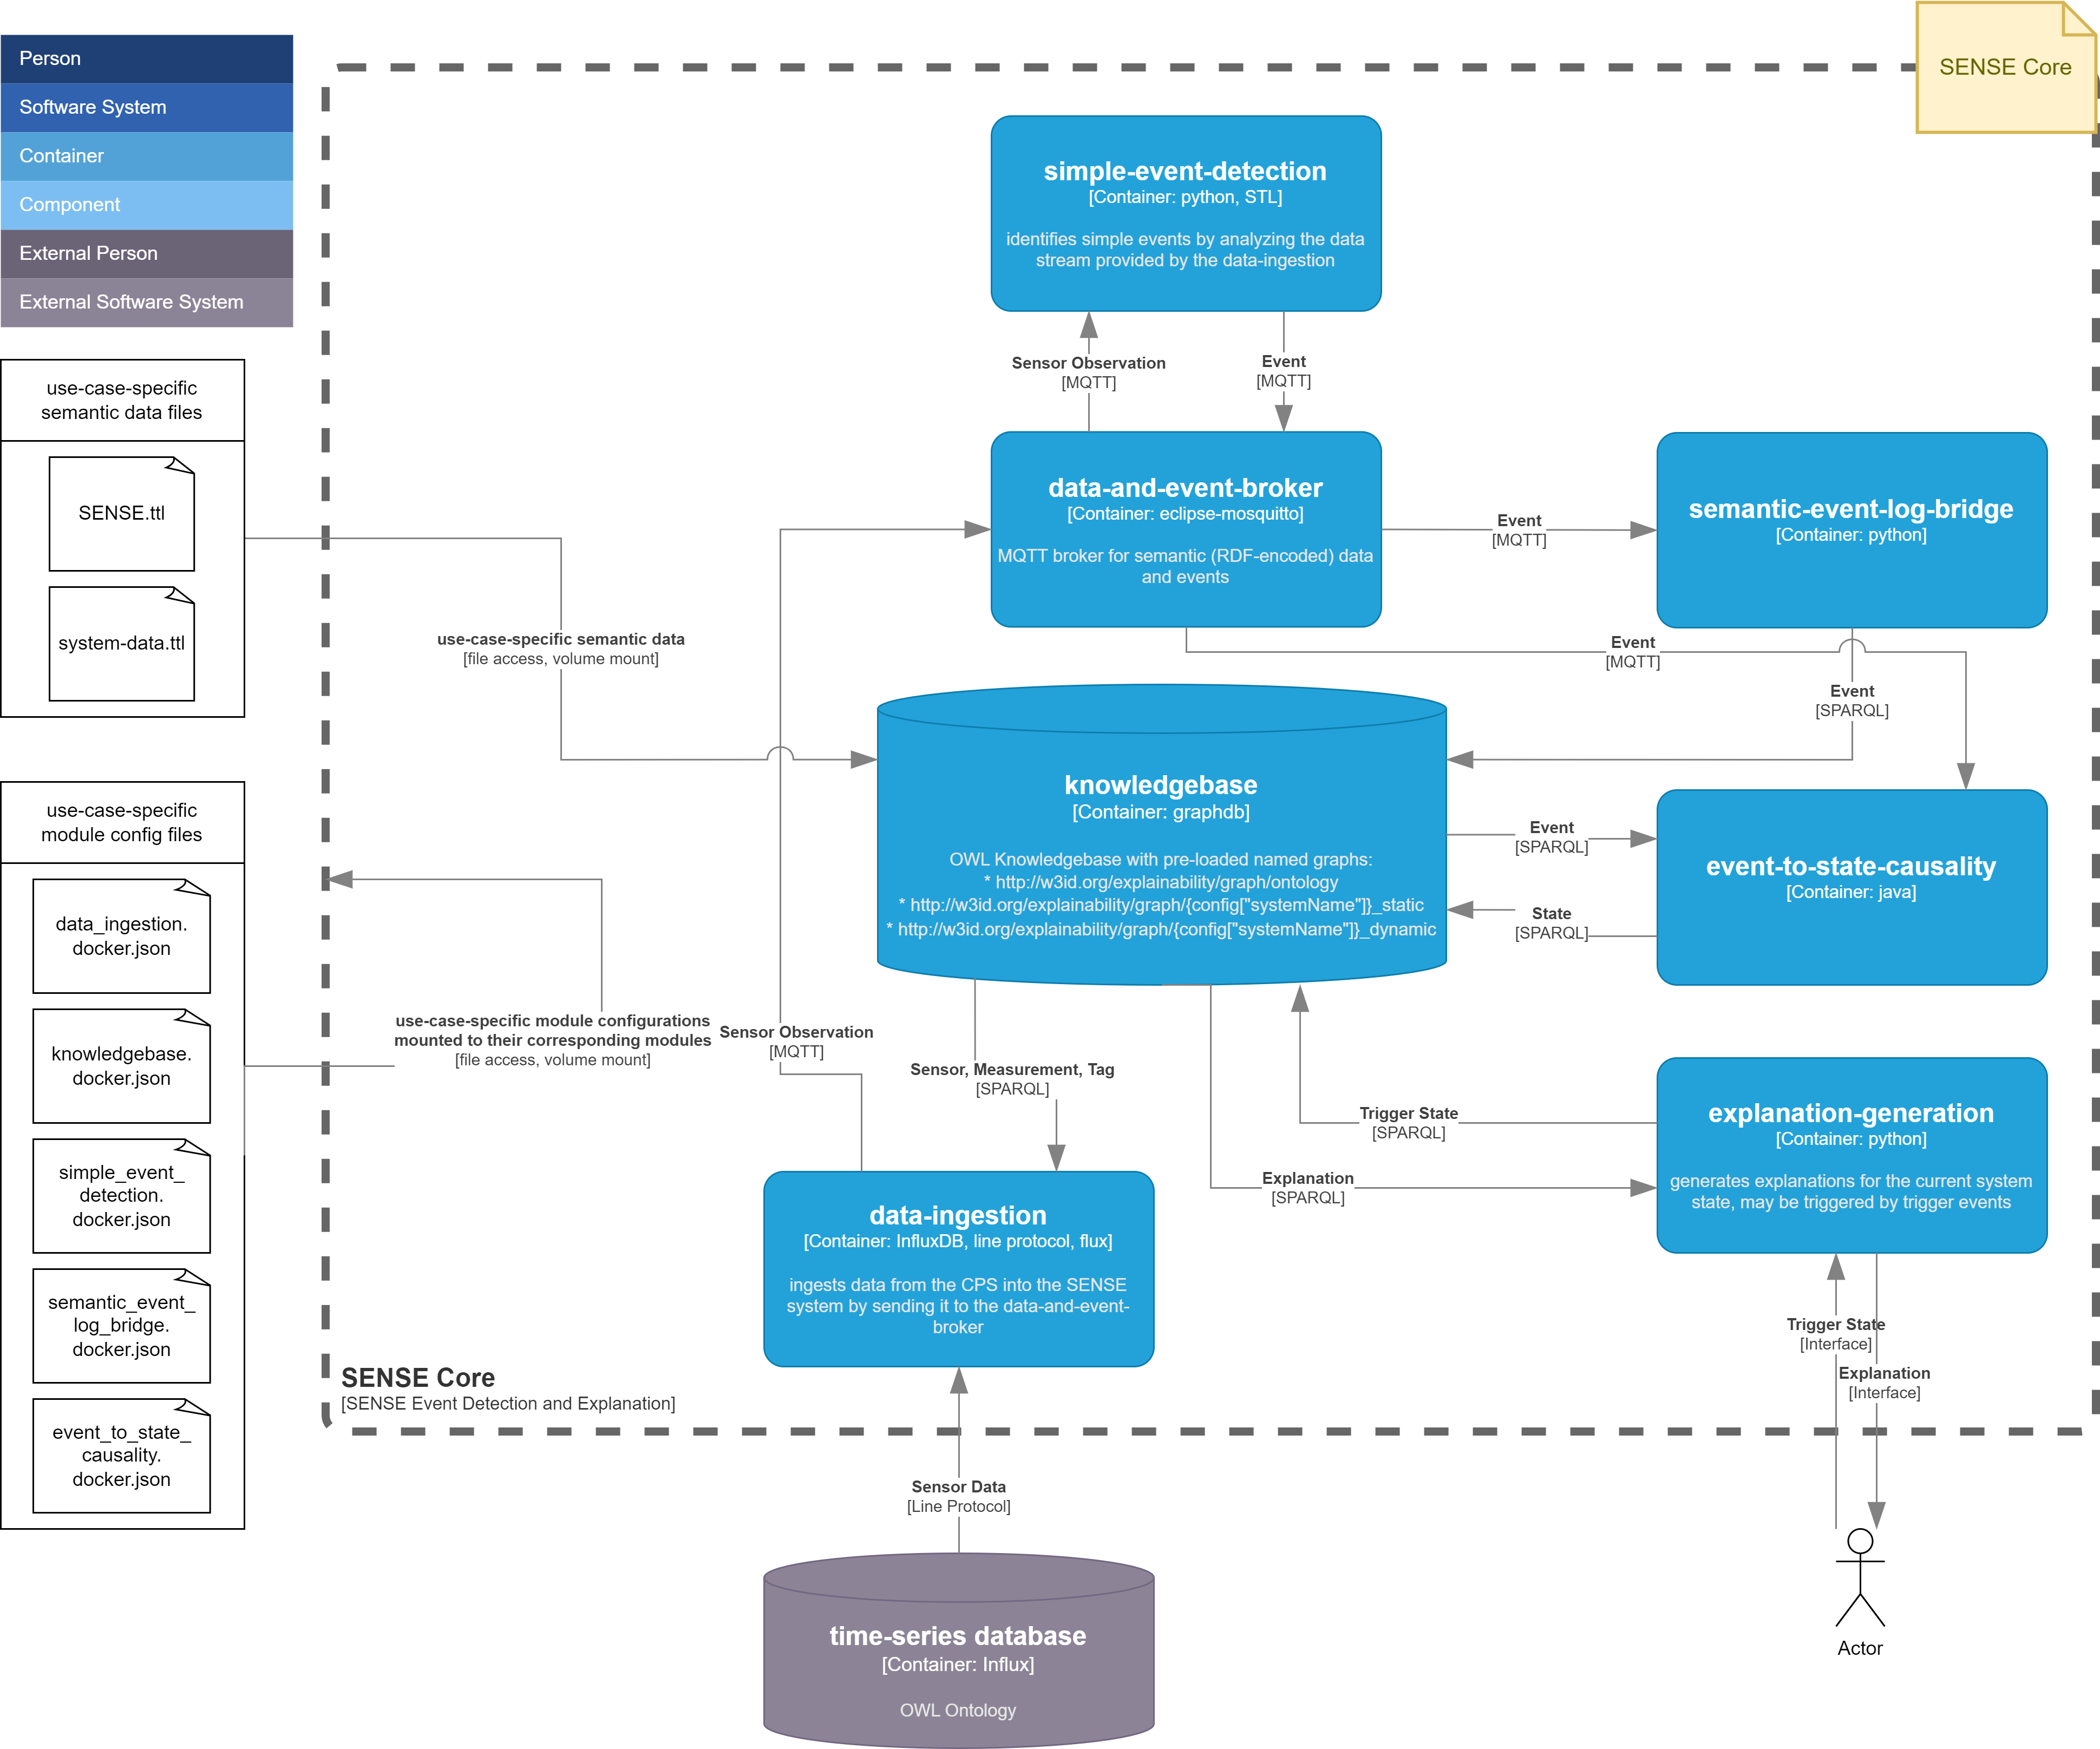 Person
Software System
Container
Component
External Person
External Software System
SENSE Core
use-case-specific
semantic data files
SENSE.ttl
system-data.ttl
use-case-specific
module config files
data_ingestion.
docker.json
knowledgebase.
docker.json
simple_event_
detection.
docker.json
semantic_event_
log_bridge.
docker.json
event_to_state_
causality.
docker.json
simple-event-detection
[Container: python, STL]
identifies simple events by analyzing the data
stream provided by the data-ingestion
Sensor Observation
[MQTT]
Event
[MQTT]
data-and-event-broker
[Container: eclipse-mosquitto]
MQTT broker for semantic (RDF-encoded) data
and events
Event
[MQTT]
semantic-event-log-bridge
[Container: python]
Event
[MQTT]
Event
[SPARQL]
use-case-specific semantic data
[file access, volume mount]
knowledgebase
[Container: graphdb]
OWL Knowledgebase with pre-loaded named graphs:
* http://w3id.org/explainability/graph/ontology
* http://w3id.org/explainability/graph/{config["systemName"]}_static
* http://w3id.org/explainability/graph/{config["systemName"]}_dynamic
Event
[SPARQL]
State
[SPARQL]
event-to-state-causality
[Container: java]
use-case-specific module configurations
mounted to their corresponding modules
[file access, volume mount]
Sensor Observation
[MQTT]
Sensor, Measurement, Tag
[SPARQL]
Trigger State
[SPARQL]
Explanation
[SPARQL]
explanation-generation
[Container: python]
generates explanations for the current system
state, may be triggered by trigger events
data-ingestion
[Container: InfluxDB, line protocol, flux]
ingests data from the CPS into the SENSE
system by sending it to the data-and-event-
broker
Trigger State
[Interface]
Explanation
[Interface]
SENSE Core
[SENSE Event Detection and Explanation]
Sensor Data
[Line Protocol]
time-series database
[Container: Influx]
OWL Ontology
Actor